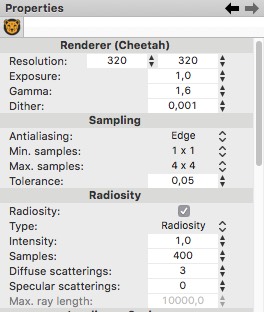 Properties
Renderer (Cheetah)
Resolution: 320 320
Exposure: 1,0
Gamma: 1,6
Dither: 0,001
Sampling
Antialiasing: Edge
Min. samples: 1 x 1
Max. samples: 4 x 4
Tolerance: 0,05
Radiosity
Radiosity:
Type: Radiosity
Intensity: 1,0
Samples: 400
Diffuse scatterings: 3
Specular scatterings: 0
Max. ray length: 10000,0